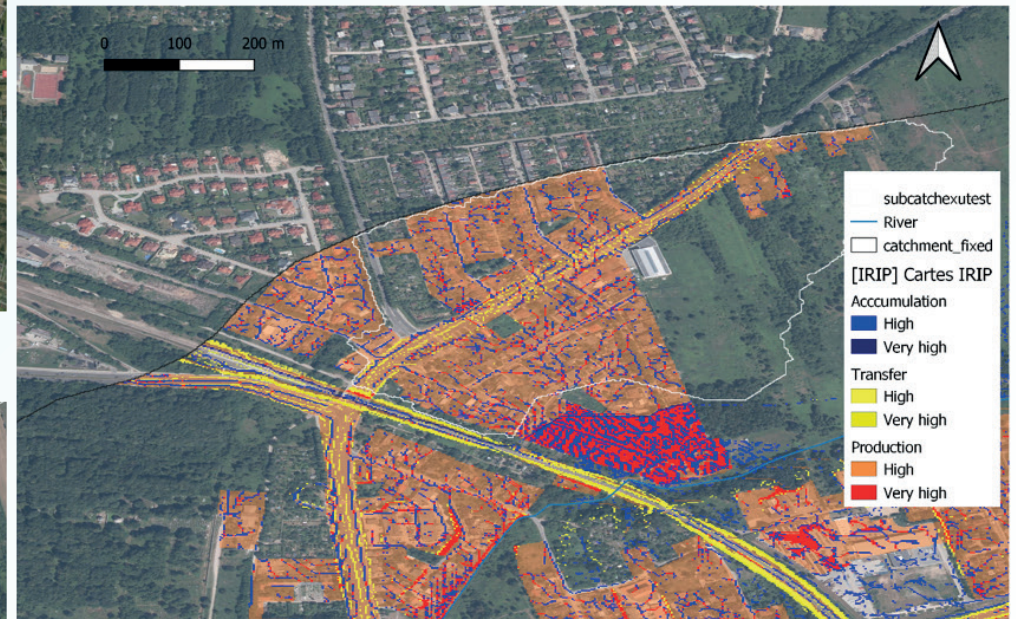 0 100 200 m
subcatchexutest
River
catchment_fixed
[IRIP] Cartes IRIP
Acccumulation
High
Very high
Transfer
High
Very high
Production
High
Very high